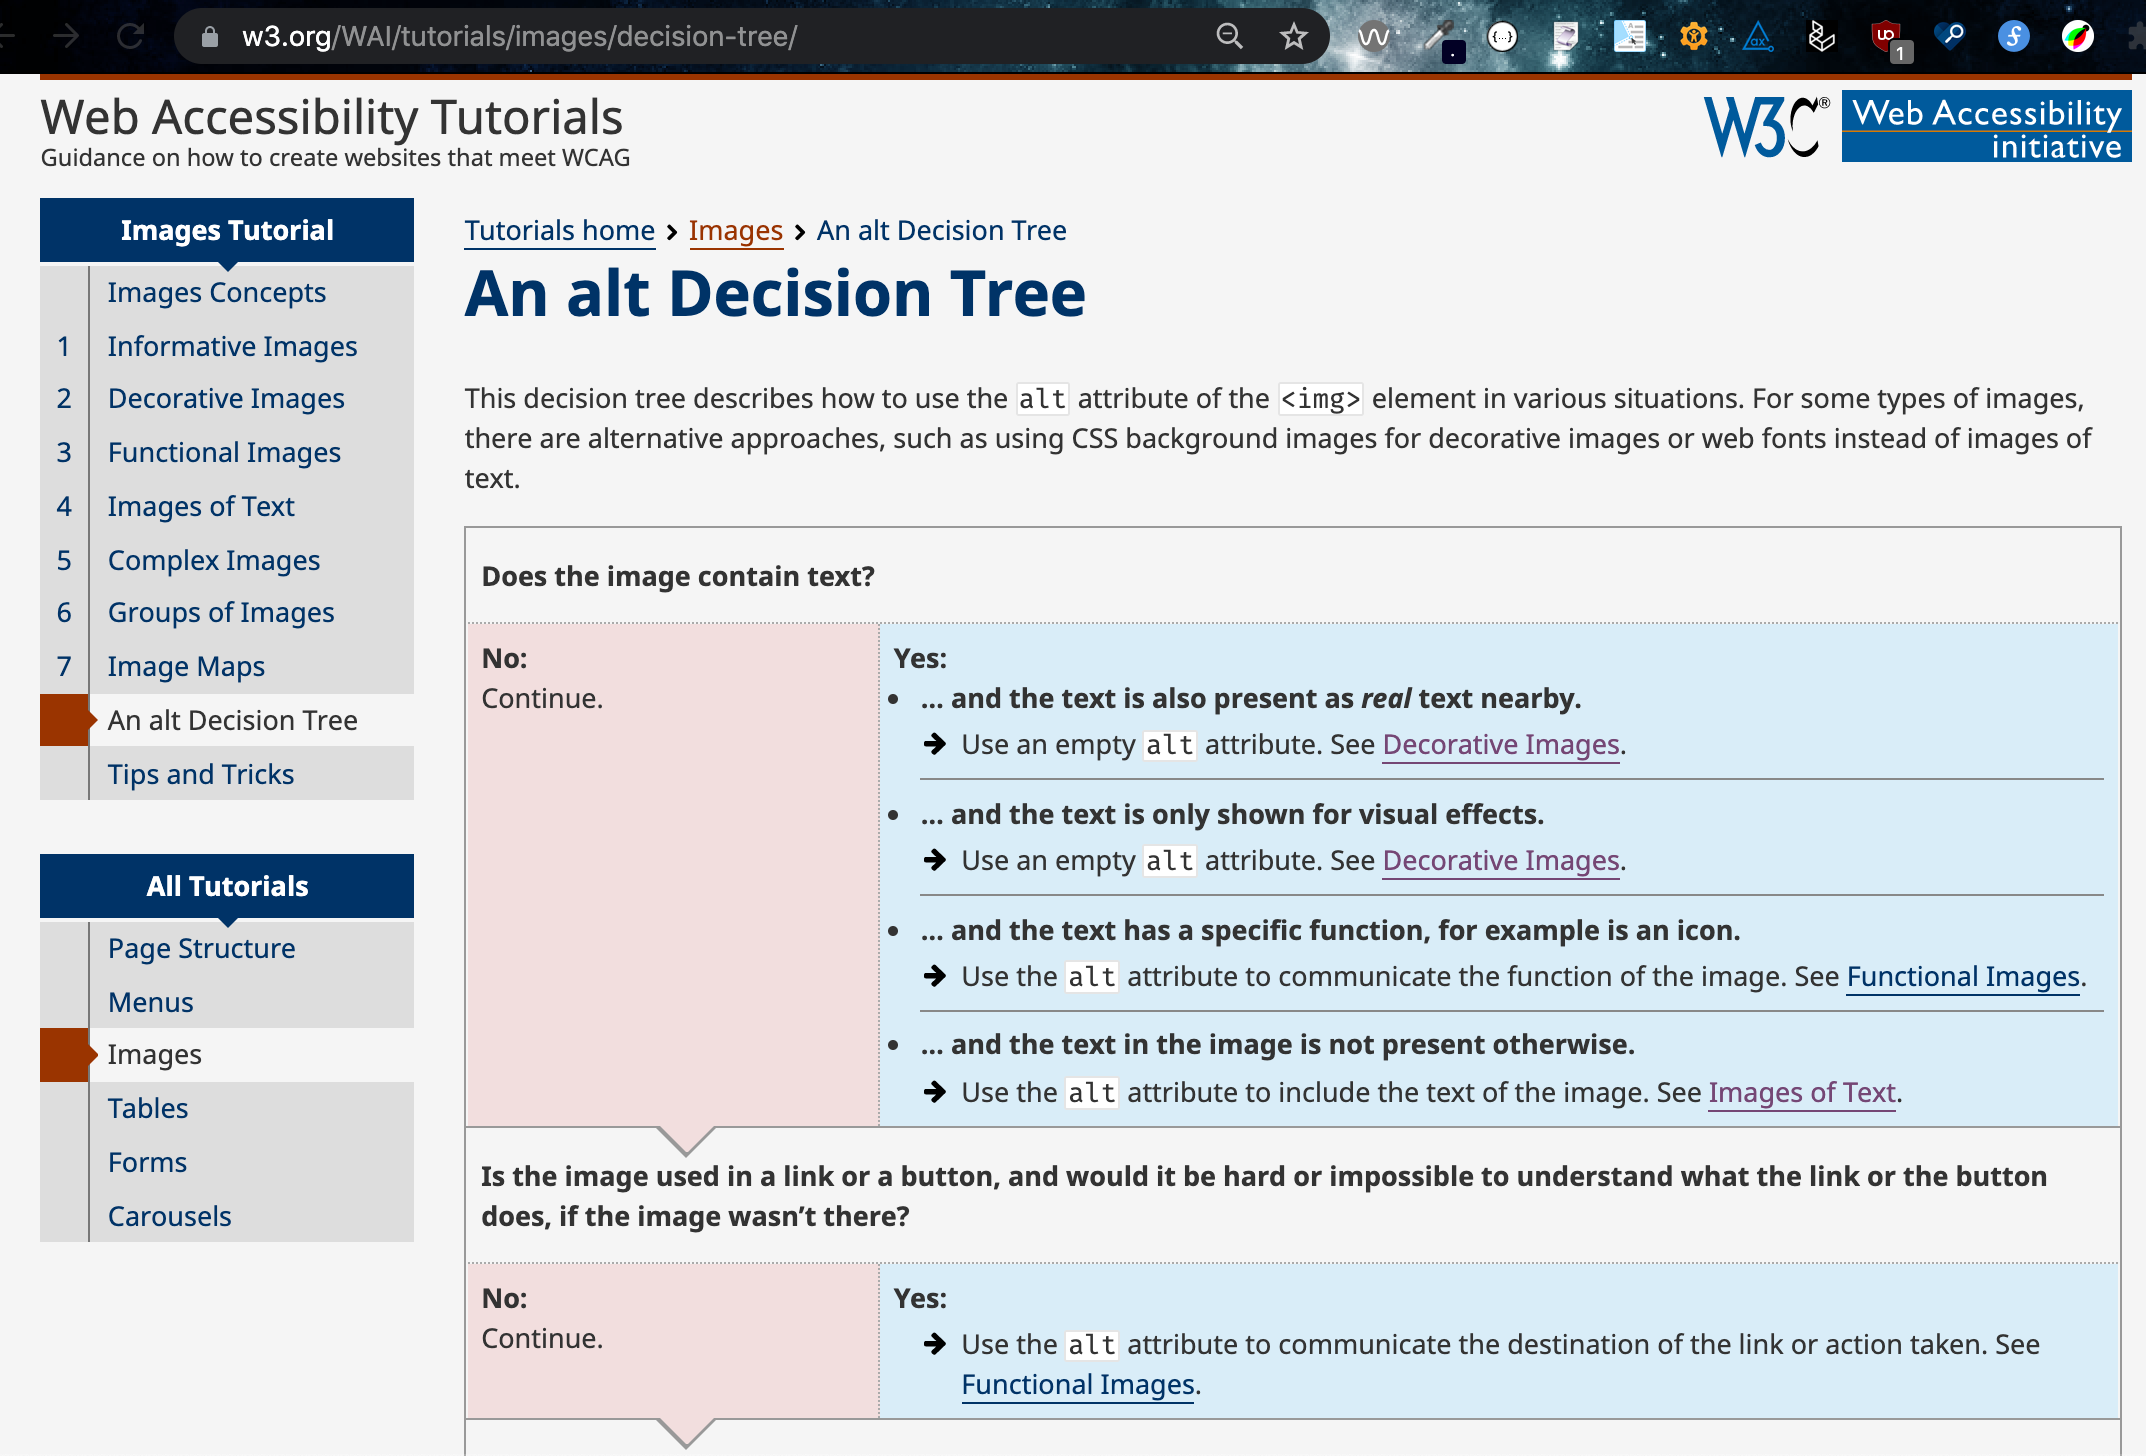 w3.org/WAI/tutorials/images/decision-tree/
1
Web Accessibility Tutorials
Guidance on how to create websites that meet WCAG
W3C®
Web Accessibility
initiative
Images Tutorial
Images Concepts
1 Informative Images
2 Decorative Images
3 Functional Images
4 Images of Text
5 Complex Images
6 Groups of Images
7 Image Maps
An alt Decision Tree
Tips and Tricks
All Tutorials
Page Structure
Menus
Images
Tables
Forms
Carousels
Tutorials home › Images › An alt Decision Tree
An alt Decision Tree
This decision tree describes how to use the alt attribute of the <img> element in various situations. For some types of images,
there are alternative approaches, such as using CSS background images for decorative images or web fonts instead of images of
text.
Does the image contain text?
No:
Continue.
Yes:
• … and the text is also present as real text nearby.
→ Use an empty alt attribute. See Decorative Images.
• … and the text is only shown for visual effects.
→ Use an empty alt attribute. See Decorative Images.
• … and the text has a specific function, for example is an icon.
→ Use the alt attribute to communicate the function of the image. See Functional Images.
• … and the text in the image is not present otherwise.
→ Use the alt attribute to include the text of the image. See Images of Text.
Is the image used in a link or a button, and would it be hard or impossible to understand what the link or the button
does, if the image wasn’t there?
No:
Continue.
Yes:
→ Use the alt attribute to communicate the destination of the link or action taken. See
Functional Images.